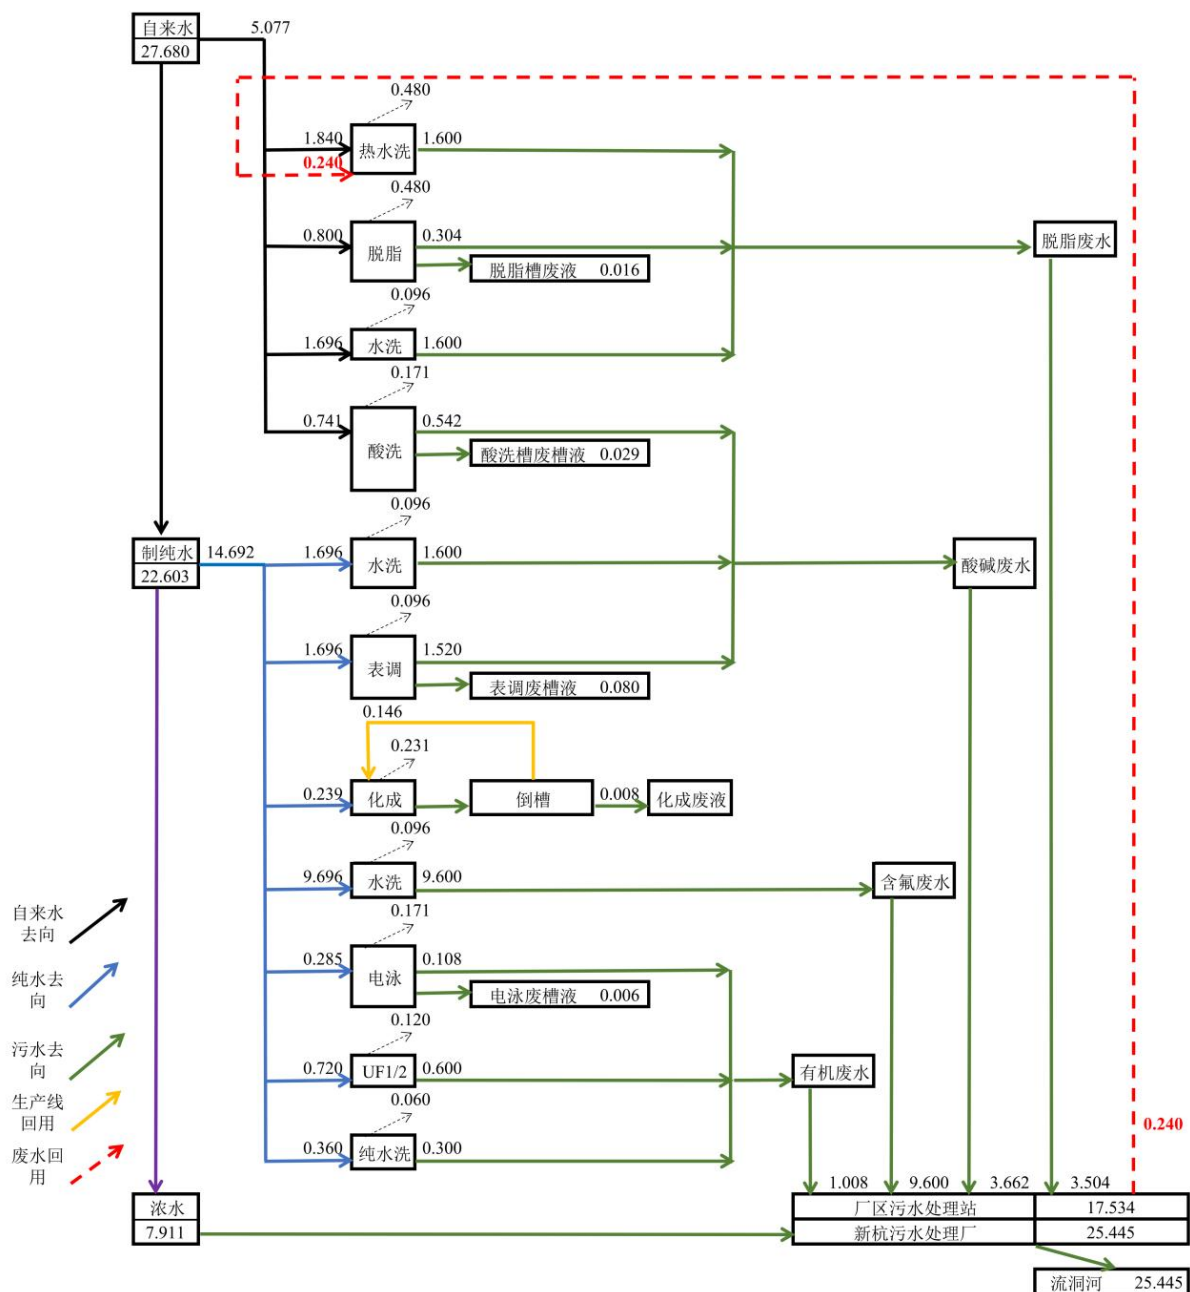 自来水
27.680
5.077
0.480
1.840
热水洗
1.600
0.240
0.480
0.800
脱脂
0.304
脱脂槽废液 0.016
脱脂废水
0.096
1.696
水洗
1.600
0.171
0.741
酸洗
0.542
酸洗槽废槽液 0.029
0.096
制纯水
22.603
14.692
1.696
水洗
1.600
酸碱废水
0.096
1.696
表调
1.520
表调废槽液 0.080
0.146
0.231
0.239
化成
倒槽
0.008
化成废液
0.096
9.696
水洗
9.600
含氟废水
0.171
0.285
电泳
0.108
电泳废槽液 0.006
0.120
0.720
UF1/2
0.600
有机废水
0.060
0.360
纯水洗
0.300
自来水
去向
纯水去
向
污水去
向
生产线
回用
废水回
用
0.240
浓水
7.911
1.008
9.600
3.662
3.504
厂区污水处理站
17.534
新杭污水处理厂
25.445
流洞河 25.445